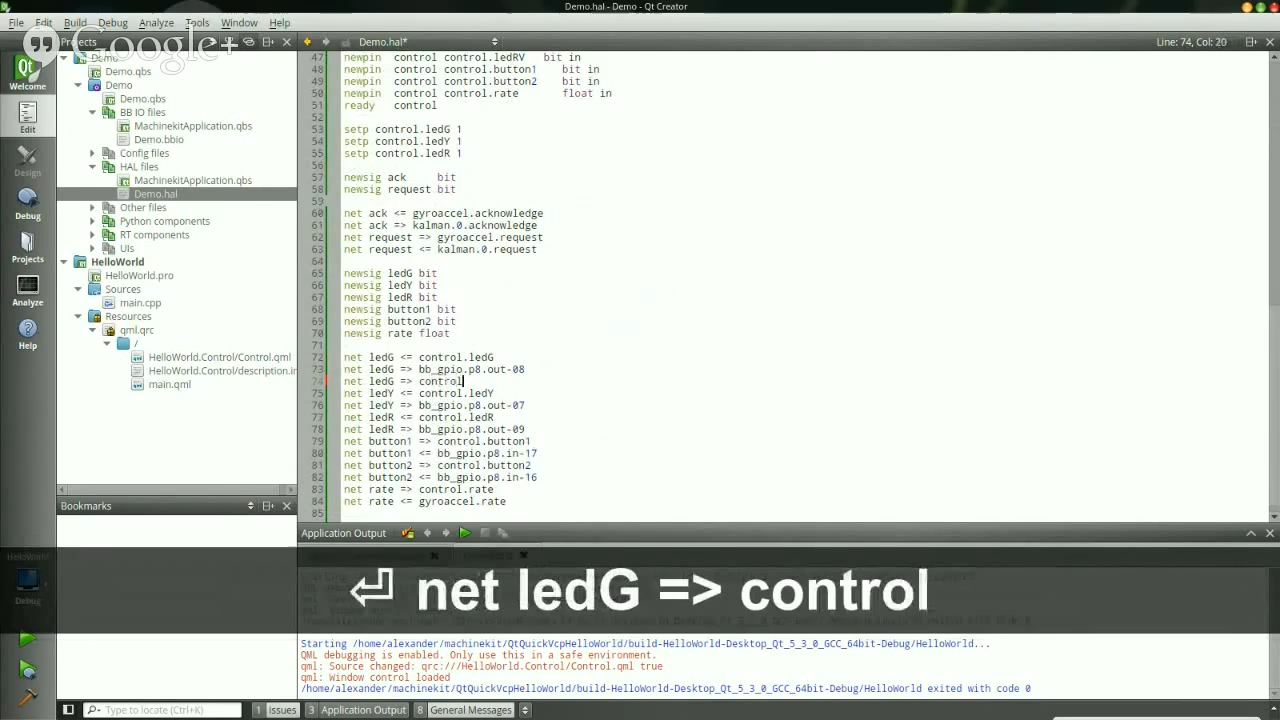 Demo.hal - Demo - Qt Creator
File Edit Build Debug Analyze Tools Window Help
Google+
Projects
Demo.hal*
Line: 74, Col: 20
Welcome
Edit
Design
Debug
Projects
Analyze
Help
HelloWorld
Debug
Demo
Demo.qbs
Demo
Demo.qbs
BB IO files
MachinekitApplication.qbs
Demo.bbio
Config files
HAL files
MachinekitApplication.qbs
Demo.hal
Other files
Python components
RT components
UIs
HelloWorld
HelloWorld.pro
Sources
main.cpp
Resources
qml.qrc
/
HelloWorld.Control/Control.qml
HelloWorld.Control/description.in
main.qml
Bookmarks
47 newpin control control.ledRV bit in
48 newpin control control.button1 bit in
49 newpin control control.button2 bit in
50 newpin control control.rate float in
51 ready control
52
53 setp control.ledG 1
54 setp control.ledY 1
55 setp control.ledR 1
56
57 newsig ack bit
58 newsig request bit
59
60 net ack <= gyroaccel.acknowledge
61 net ack => kalman.0.acknowledge
62 net request => gyroaccel.request
63 net request <= kalman.0.request
64
65 newsig ledG bit
66 newsig ledY bit
67 newsig ledR bit
68 newsig button1 bit
69 newsig button2 bit
70 newsig rate float
71
72 net ledG <= control.ledG
73 net ledG => bb_gpio.p8.out-08
74 net ledG => control
75 net ledY <= control.ledY
76 net ledY => bb_gpio.p8.out-07
77 net ledR <= control.ledR
78 net ledR => bb_gpio.p8.out-09
79 net button1 => control.button1
80 net button1 <= bb_gpio.p8.in-17
81 net button2 => control.button2
82 net button2 <= bb_gpio.p8.in-16
83 net rate => control.rate
84 net rate <= gyroaccel.rate
85
Application Output
⏎ net ledG => control
Starting /home/alexander/machinekit/QtQuickVcpHelloWorld/build-HelloWorld-Desktop_Qt_5_3_0_GCC_64bit-Debug/HelloWorld...
QML debugging is enabled. Only use this in a safe environment.
qml: Source changed: qrc:///HelloWorld.Control/Control.qml true
qml: Window control loaded
/home/alexander/machinekit/QtQuickVcpHelloWorld/build-HelloWorld-Desktop_Qt_5_3_0_GCC_64bit-Debug/HelloWorld exited with code 0
Type to locate (Ctrl+K) 1 Issues 3 Application Output 8 General Messages